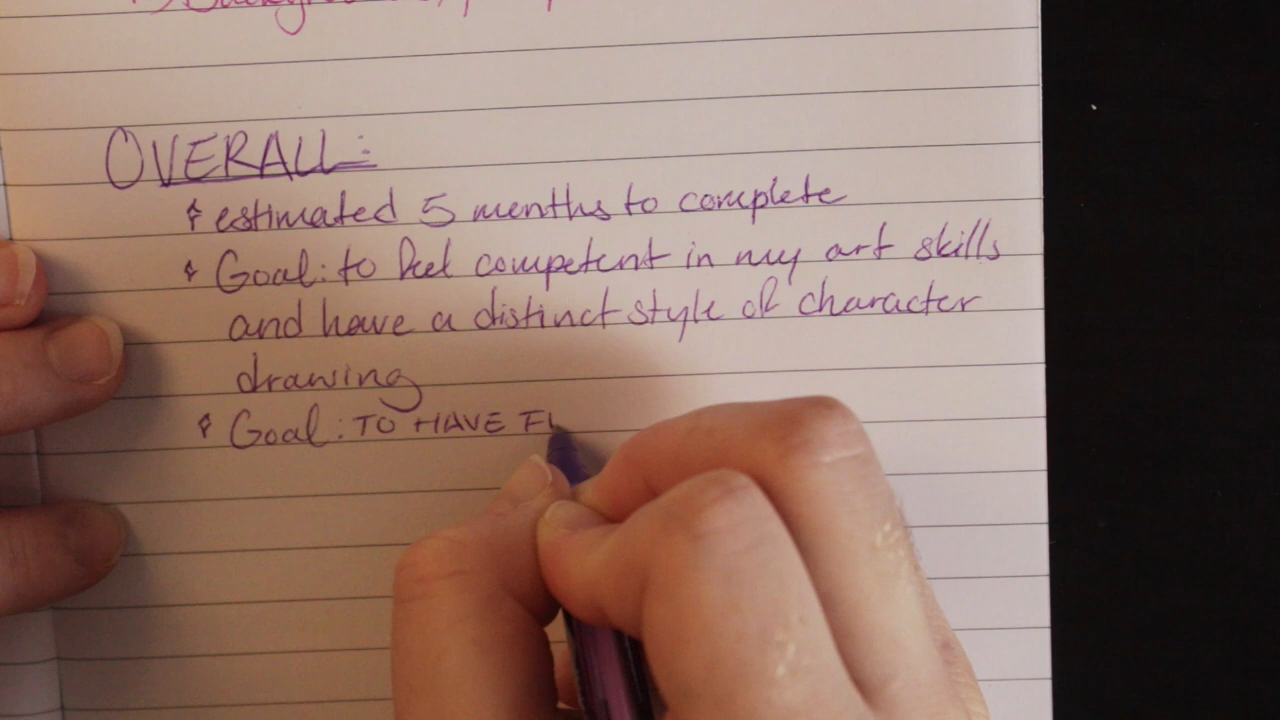 OVERALL:
estimated 5 months to complete
Goal: to feel competent in my art skills
and have a distinct style of character
drawing
Goal: TO HAVE